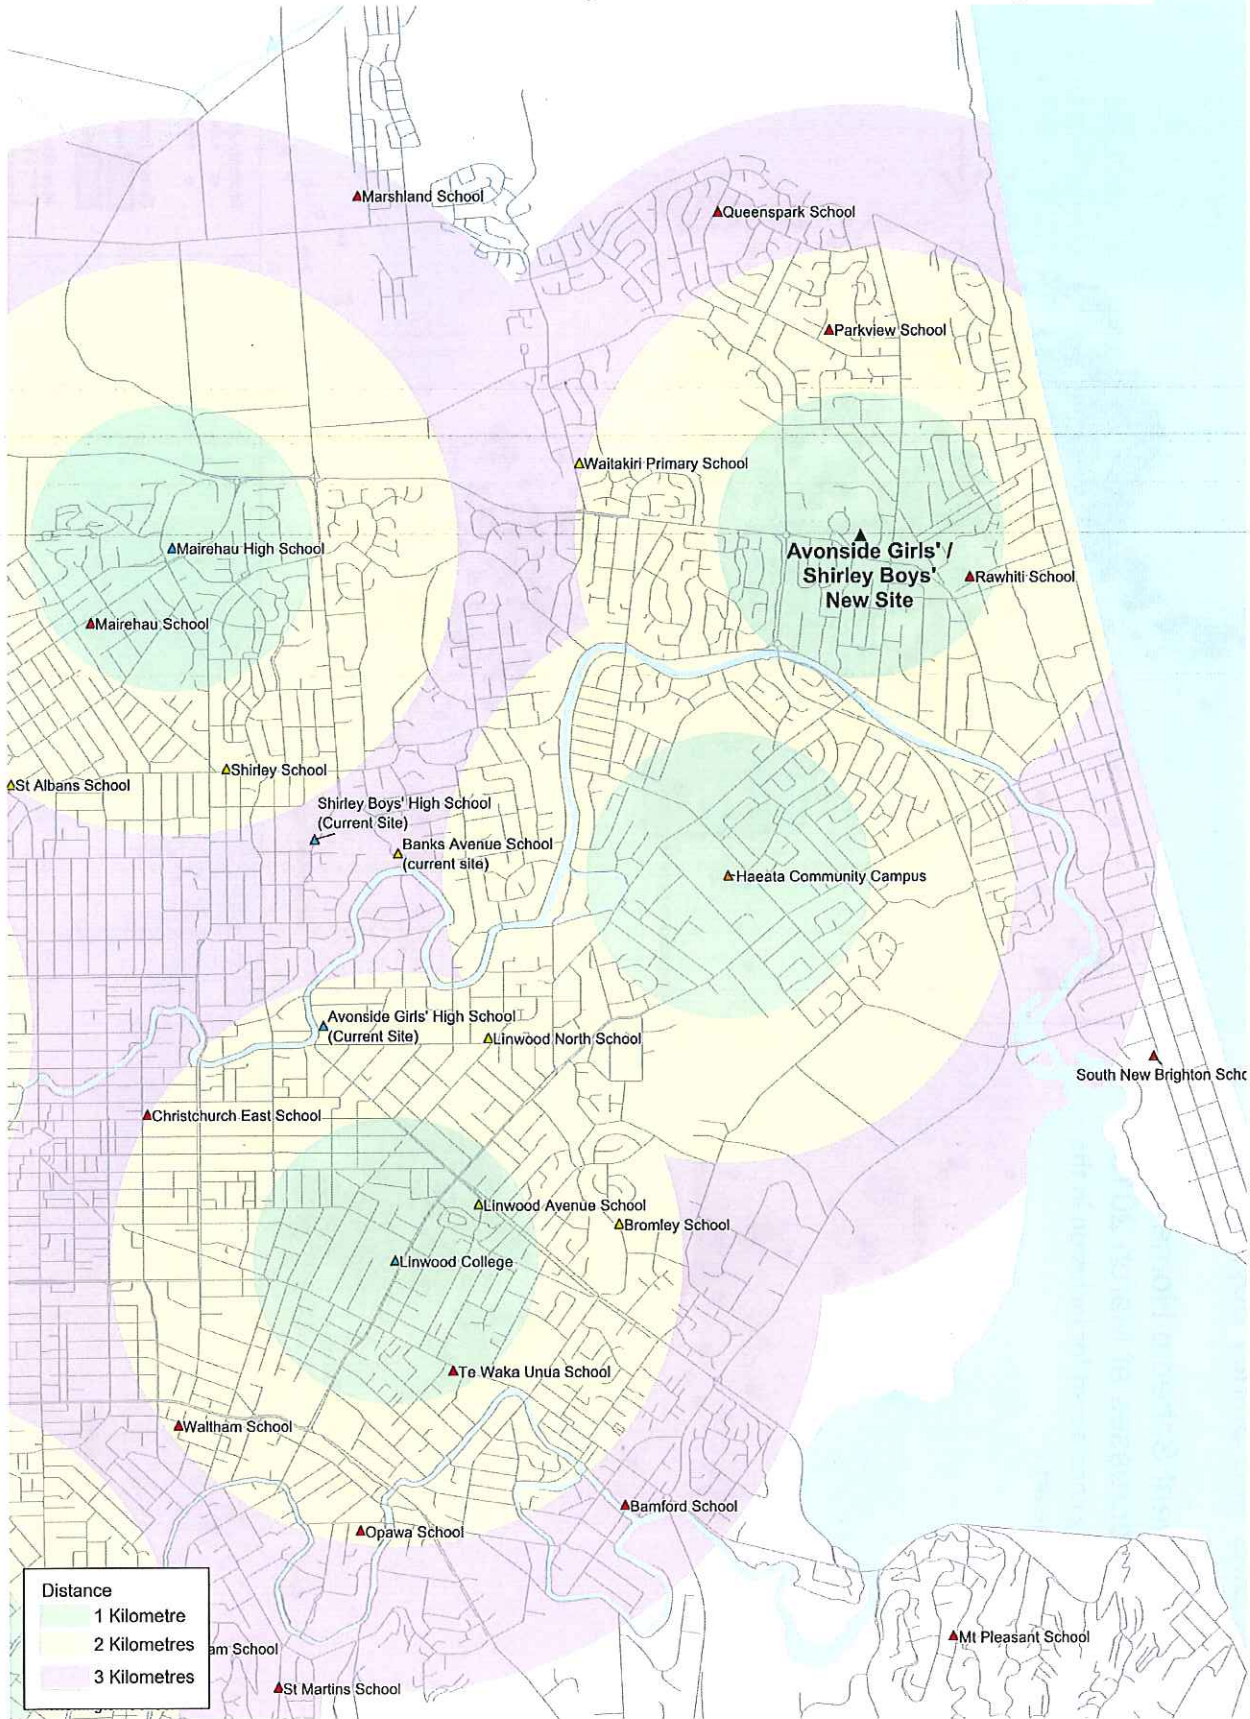 Marshland School
Queenspark School
Parkview School
Waitakiri Primary School
Mairehau High School
Avonside Girls' /
Shirley Boys'
New Site
Rawhiti School
Mairehau School
Shirley School
St Albans School
Shirley Boys' High School
(Current Site)
Banks Avenue School
(current site)
Haeata Community Campus
Avonside Girls' High School
(Current Site)
Linwood North School
South New Brighton Scho
Christchurch East School
Linwood Avenue School
Bromley School
Linwood College
Te Waka Unua School
Waltham School
Bamford School
Opawa School
Distance
1 Kilometre
2 Kilometres
3 Kilometres
am School
Mt Pleasant School
St Martins School